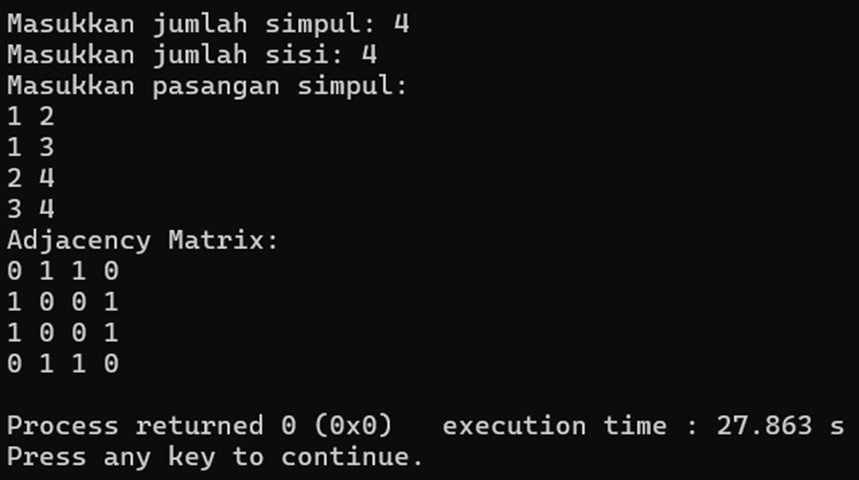 Masukkan jumlah simpul: 4
Masukkan jumlah sisi: 4
Masukkan pasangan simpul:
1 2
1 3
2 4
3 4
Adjacency Matrix:
0 1 1 0
1 0 0 1
1 0 0 1
0 1 1 0
Process returned 0 (0x0)   execution time : 27.863 s
Press any key to continue.